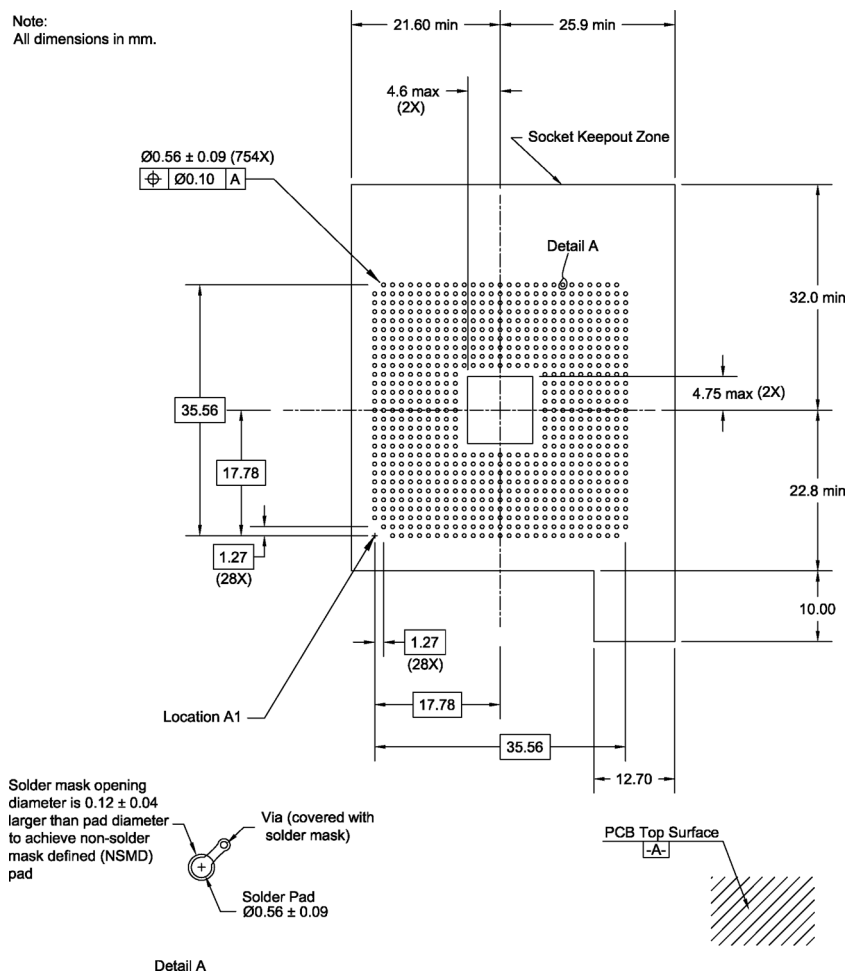 Note:
All dimensions in mm.
21.60 min
25.9 min
4.6 max
(2X)
Socket Keepout Zone
Ø0.56 ± 0.09 (754X)
⌖ Ø0.10 A
Detail A
32.0 min
4.75 max (2X)
35.56
17.78
22.8 min
1.27
(28X)
10.00
1.27
(28X)
Location A1
17.78
35.56
12.70
Solder mask opening
diameter is 0.12 ± 0.04
larger than pad diameter
to achieve non-solder
mask defined (NSMD)
pad
Via (covered with
solder mask)
Solder Pad
Ø0.56 ± 0.09
Detail A
PCB Top Surface
-A-